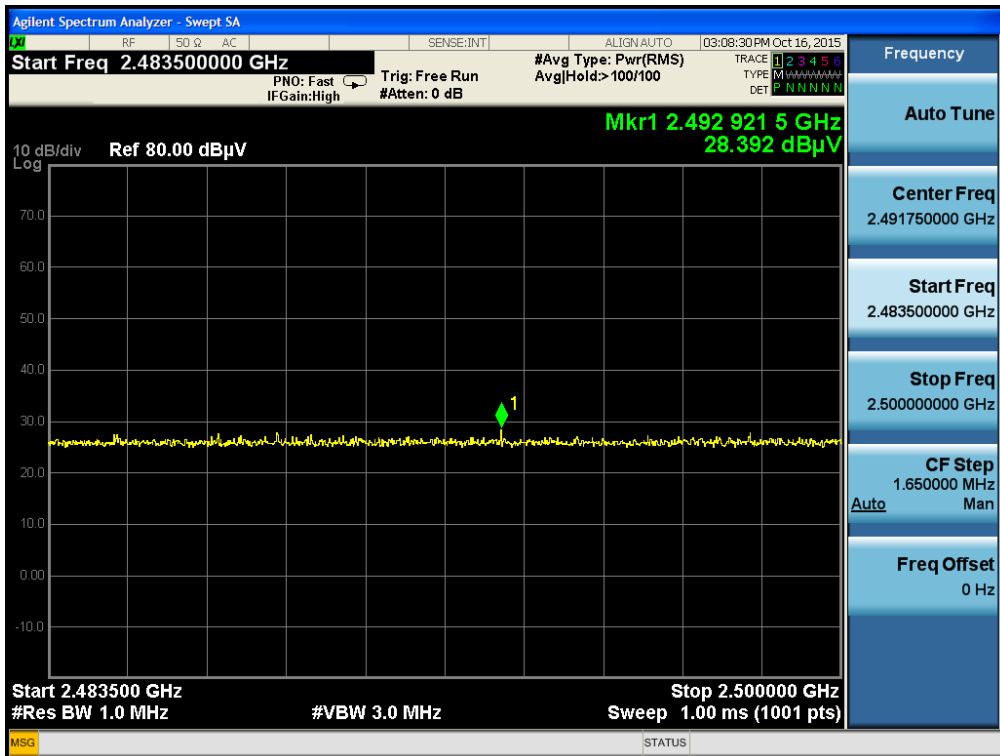 Agilent Spectrum Analyzer - Swept SA
LXI RF 50 Ω AC SENSE:INT ALIGN AUTO 03:08:30 PM Oct 16, 2015
Start Freq 2.483500000 GHz
PNO: Fast
IFGain:High
Trig: Free Run
#Atten: 0 dB
#Avg Type: Pwr(RMS)
Avg|Hold:>100/100
TRACE 1 2 3 4 5 6
TYPE M WWWWW
DET P N N N N N
Mkr1 2.492 921 5 GHz
28.392 dBµV
10 dB/div Ref 80.00 dBµV
Log
70.0
60.0
50.0
40.0
30.0
20.0
10.0
0.00
-10.0
1
Start 2.483500 GHz Stop 2.500000 GHz
#Res BW 1.0 MHz #VBW 3.0 MHz Sweep 1.00 ms (1001 pts)
MSG STATUS
Frequency
Auto Tune
Center Freq
2.491750000 GHz
Start Freq
2.483500000 GHz
Stop Freq
2.500000000 GHz
CF Step
1.650000 MHz
Auto Man
Freq Offset
0 Hz